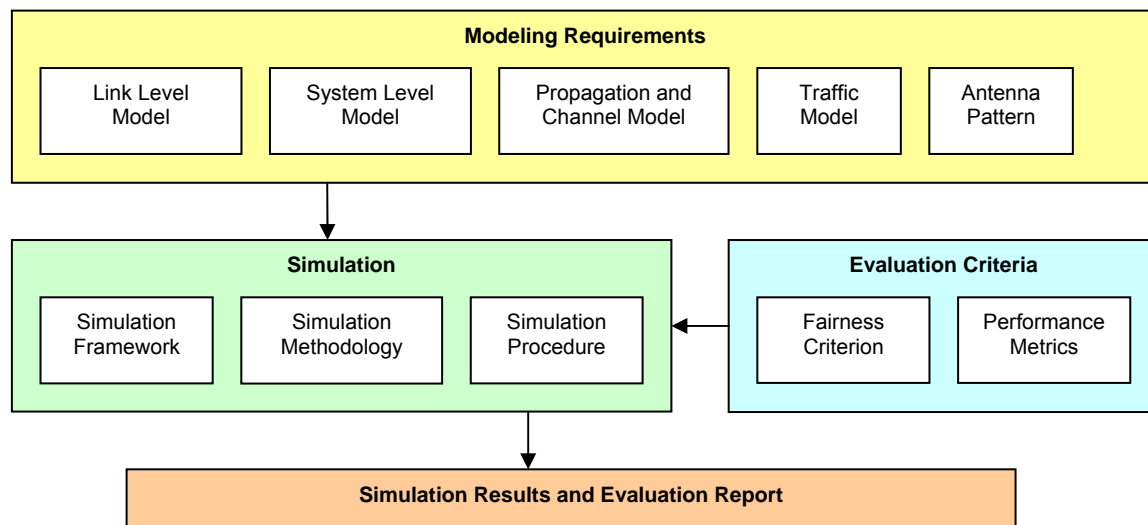 Modeling Requirements
Link Level
Model
System Level
Model
Propagation and
Channel Model
Traffic
Model
Antenna
Pattern
Simulation
Simulation
Framework
Simulation
Methodology
Simulation
Procedure
Evaluation Criteria
Fairness
Criterion
Performance
Metrics
Simulation Results and Evaluation Report